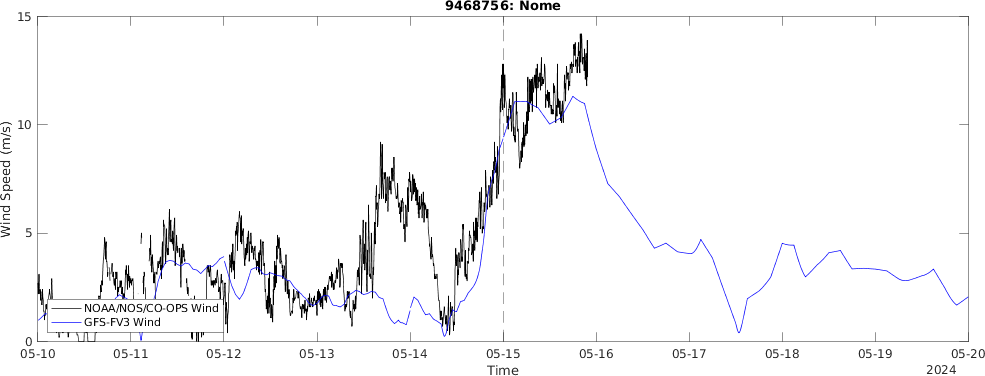 9468756: Nome
15
10
5
0
Wind Speed (m/s)
NOAA/NOS/CO-OPS Wind
GFS-FV3 Wind
05-10 05-11 05-12 05-13 05-14 05-15 05-16 05-17 05-18 05-19 05-20
Time
2024